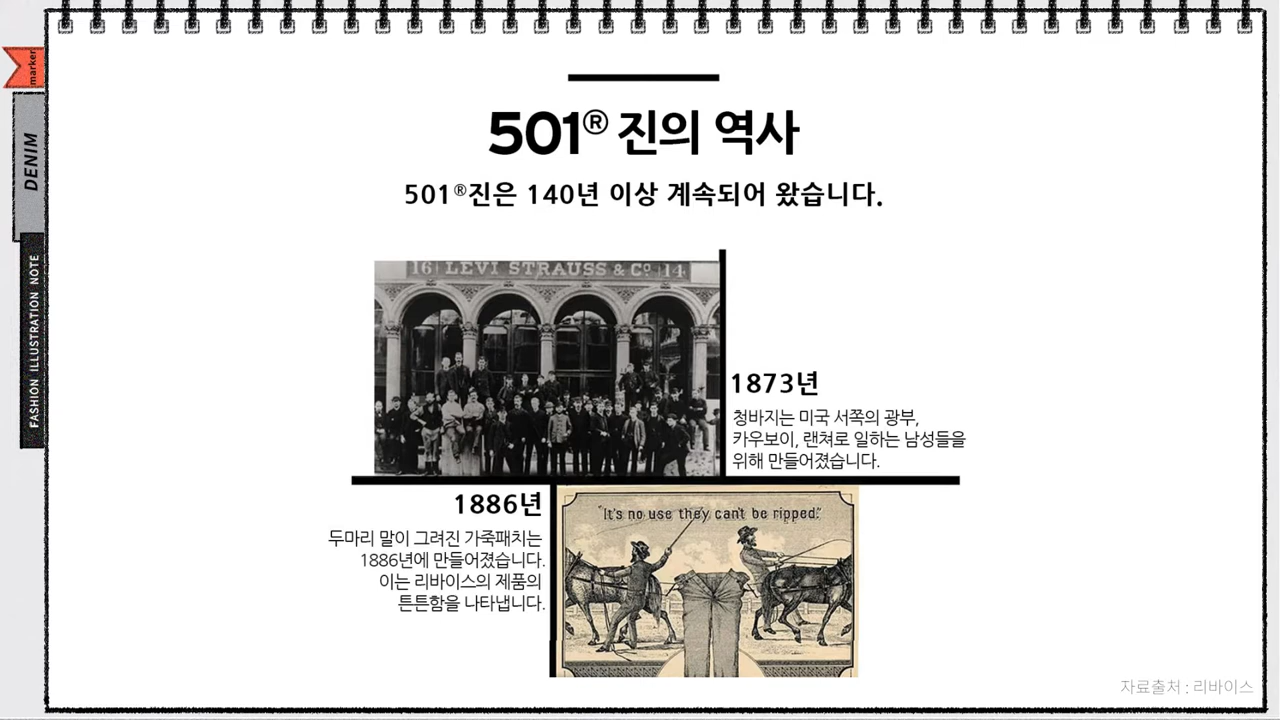 marker
DENIM
FASHION ILLUSTRATION NOTE
501® 진의 역사
501®진은 140년 이상 계속되어 왔습니다.
16 LEVI STRAUSS & Co 14
1873년
청바지는 미국 서쪽의 광부,
카우보이, 랜쳐로 일하는 남성들을
위해 만들어졌습니다.
1886년
두마리 말이 그려진 가죽패치는
1886년에 만들어졌습니다.
이는 리바이스의 제품의
튼튼함을 나타냅니다.
"It's no use they can't be ripped."
자료출처 : 리바이스